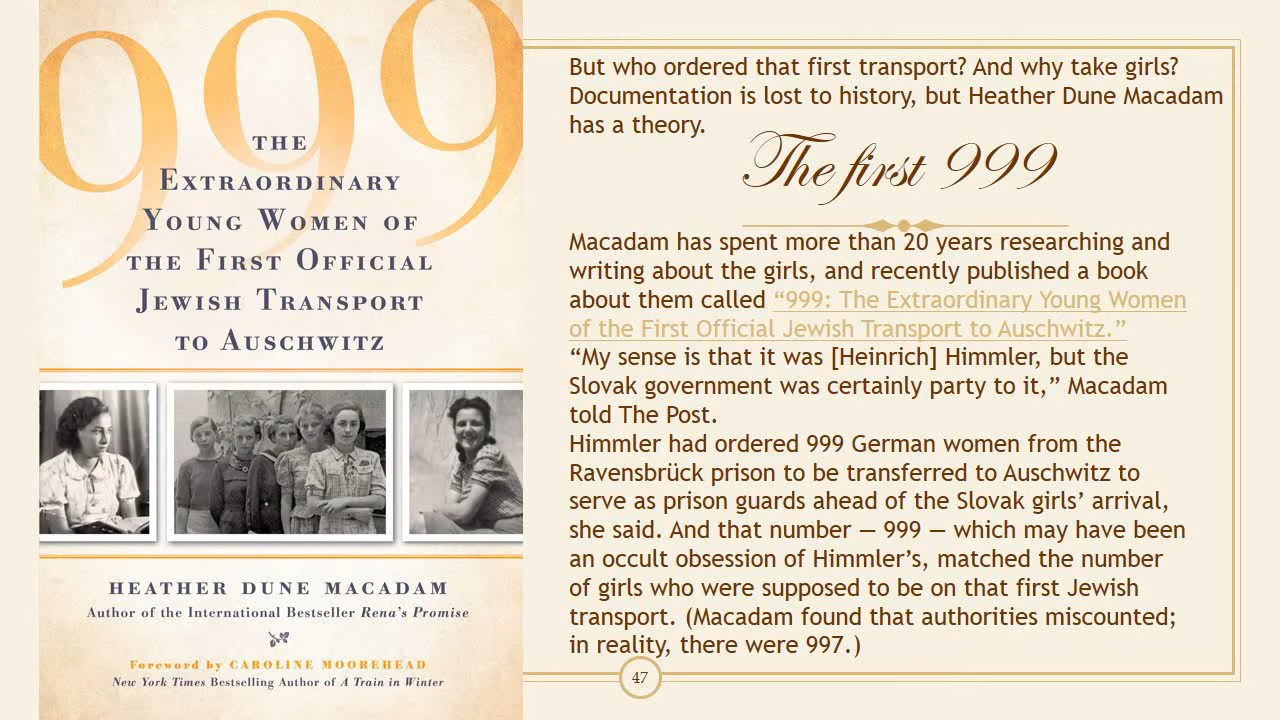 999
THE
EXTRAORDINARY
YOUNG WOMEN OF
THE FIRST OFFICIAL
JEWISH TRANSPORT
TO AUSCHWITZ
HEATHER DUNE MACADAM
Author of the International Bestseller Rena's Promise
Foreword by CAROLINE MOOREHEAD
New York Times Bestselling Author of A Train in Winter
But who ordered that first transport? And why take girls?
Documentation is lost to history, but Heather Dune Macadam
has a theory.
The first 999
Macadam has spent more than 20 years researching and
writing about the girls, and recently published a book
about them called “999: The Extraordinary Young Women
of the First Official Jewish Transport to Auschwitz.”
“My sense is that it was [Heinrich] Himmler, but the
Slovak government was certainly party to it,” Macadam
told The Post.
Himmler had ordered 999 German women from the
Ravensbrück prison to be transferred to Auschwitz to
serve as prison guards ahead of the Slovak girls’ arrival,
she said. And that number — 999 — which may have been
an occult obsession of Himmler’s, matched the number
of girls who were supposed to be on that first Jewish
transport. (Macadam found that authorities miscounted;
in reality, there were 997.)
47